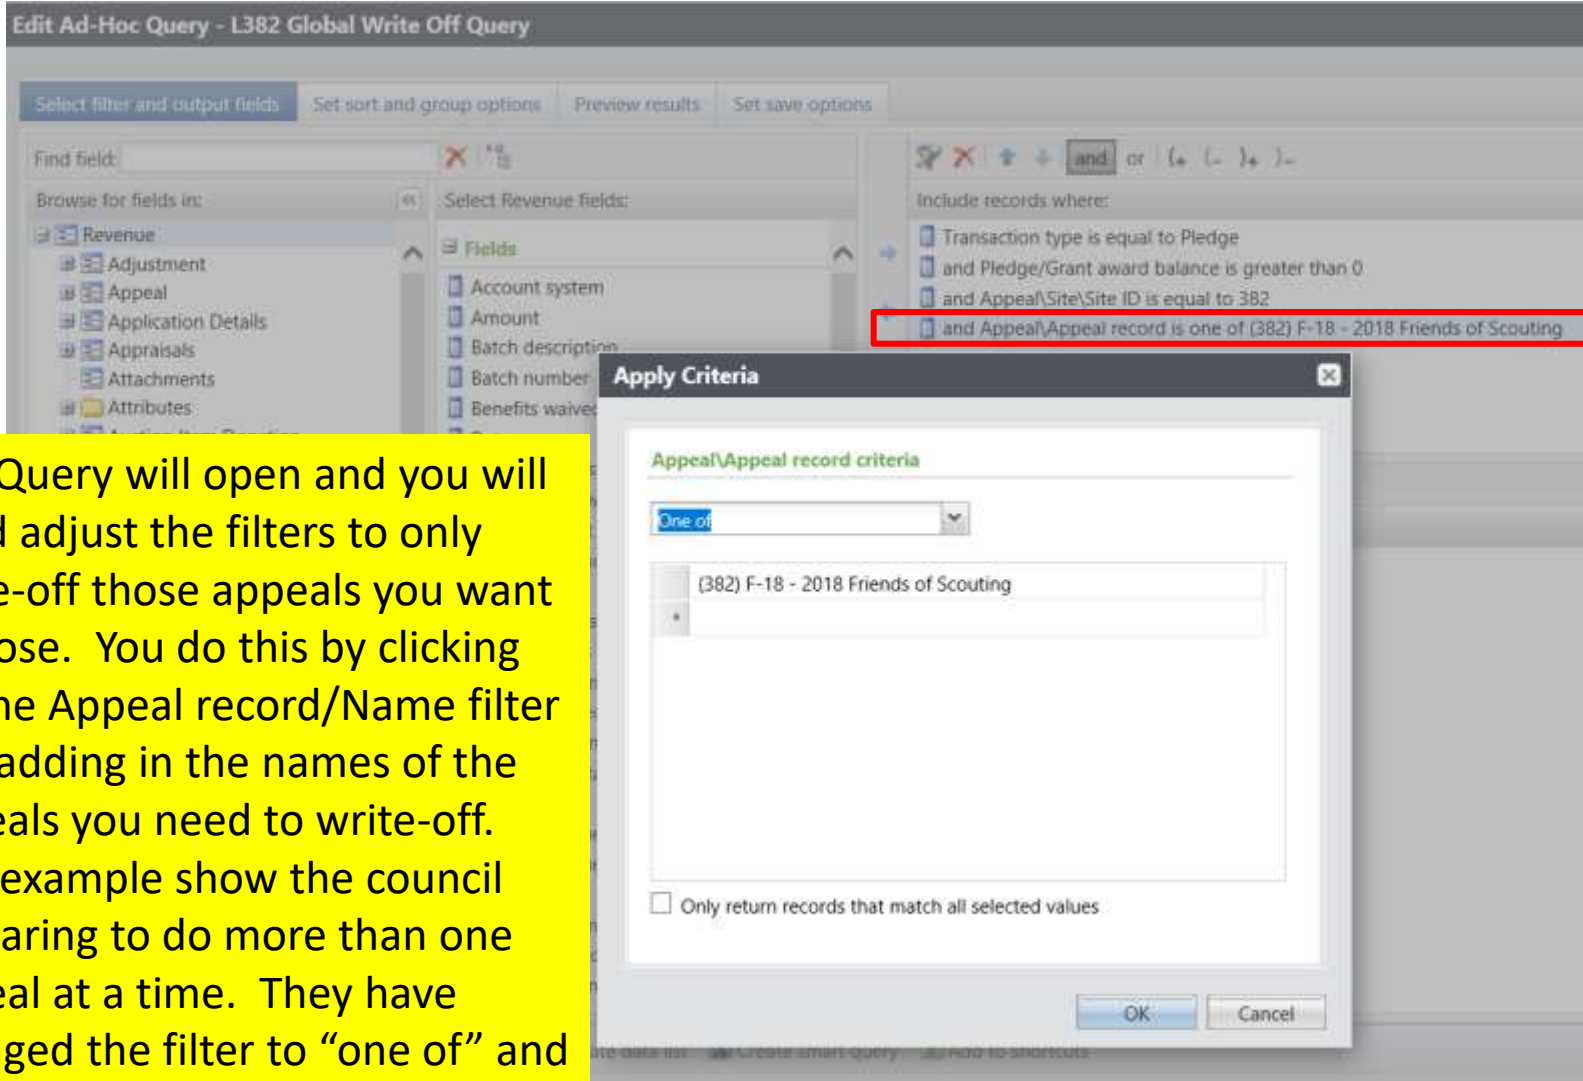 Edit Ad-Hoc Query - L382 Global Write Off Query
Select filter and output fields Set sort and group options Preview results Set save options
Find field: and or
Browse for fields in: Select Revenue fields: Include records where:
Revenue
Adjustment
Appeal
Application Details
Appraisals
Attachments
Attributes
Fields
Account system
Amount
Batch description
Batch number
Benefits waived
Transaction type is equal to Pledge
and Pledge/Grant award balance is greater than 0
and Appeal\Site\Site ID is equal to 382
and Appeal\Appeal record is one of (382) F-18 - 2018 Friends of Scouting
Query will open and you will
adjust the filters to only
e-off those appeals you want
ose. You do this by clicking
he Appeal record/Name filter
adding in the names of the
eals you need to write-off.
example show the council
aring to do more than one
eal at a time. They have
nged the filter to “one of” and
Apply Criteria
Appeal\Appeal record criteria
One of
(382) F-18 - 2018 Friends of Scouting
Only return records that match all selected values
OK Cancel
Create smart query Add to shortcuts